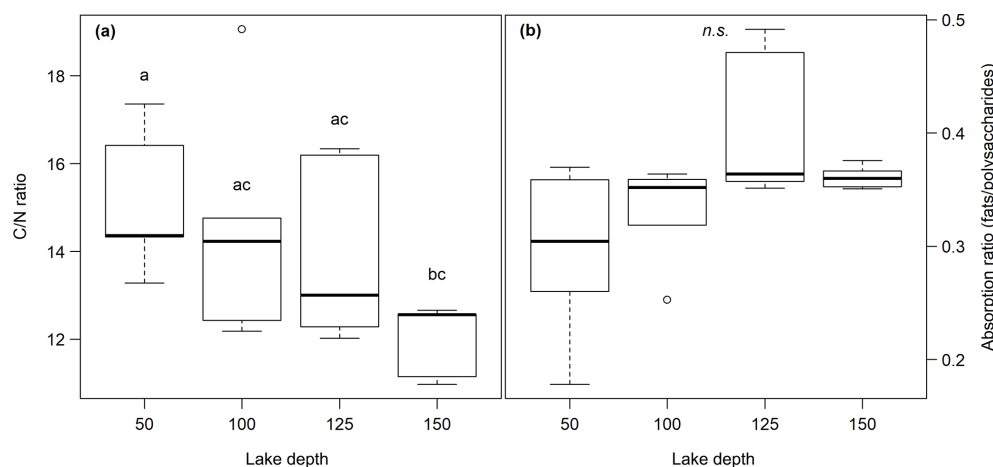 (a)
C/N ratio
18
16
14
12
a
ac
ac
bc
50 100 125 150
Lake depth
(b)
n.s.
0.5
0.4
0.3
0.2
Absorption ratio (fats/polysaccharides)
50 100 125 150
Lake depth